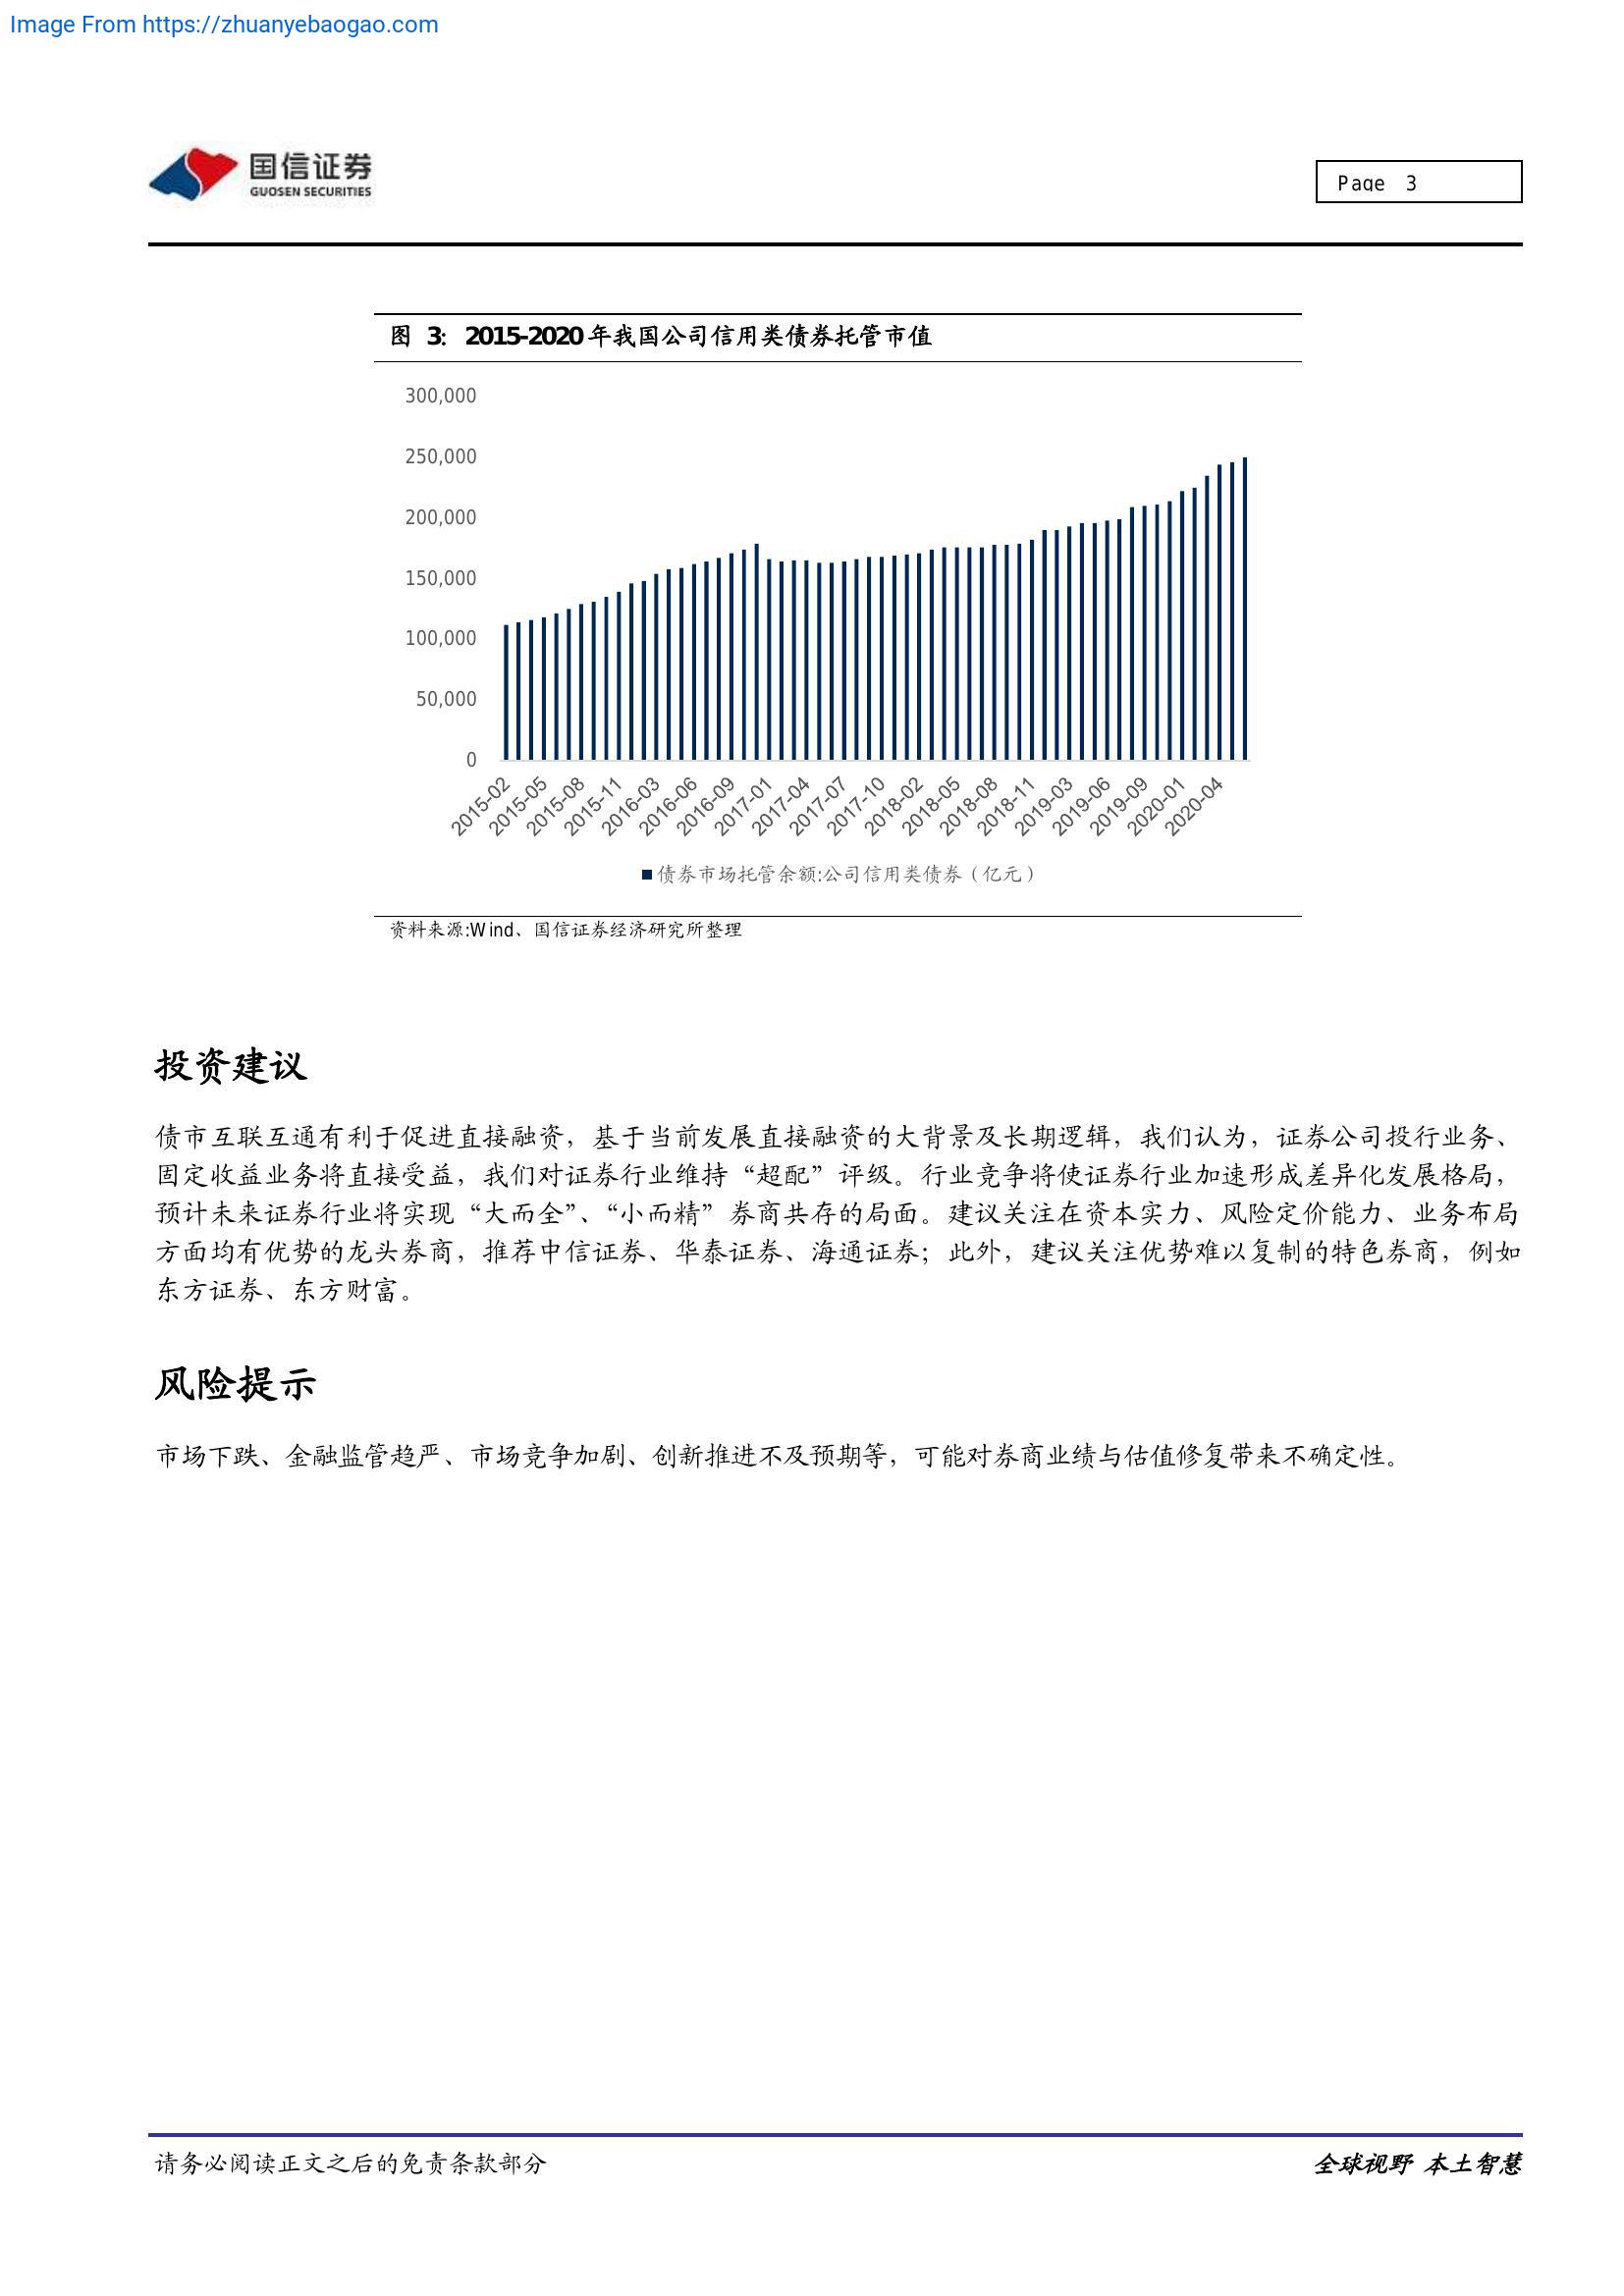 Image From https://zhuanyebaogao.com
国信证券
GUOSEN SECURITIES
Page 3
图 3: 2015-2020年我国公司信用类债券托管市值
300,000
250,000
200,000
150,000
100,000
50,000
0
2015-02 2015-05 2015-08 2015-11 2016-03 2016-06 2016-09 2017-01 2017-04 2017-07 2017-10 2018-02 2018-05 2018-08 2018-11 2019-03 2019-06 2019-09 2020-01 2020-04
债券市场托管余额:公司信用类债券（亿元）
资料来源:Wind、国信证券经济研究所整理
投资建议
债市互联互通有利于促进直接融资，基于当前发展直接融资的大背景及长期逻辑，我们认为，证券公司投行业务、
固定收益业务将直接受益，我们对证券行业维持“超配”评级。行业竞争将使证券行业加速形成差异化发展格局，
预计未来证券行业将实现“大而全”、“小而精”券商共存的局面。建议关注在资本实力、风险定价能力、业务布局
方面均有优势的龙头券商，推荐中信证券、华泰证券、海通证券；此外，建议关注优势难以复制的特色券商，例如
东方证券、东方财富。
风险提示
市场下跌、金融监管趋严、市场竞争加剧、创新推进不及预期等，可能对券商业绩与估值修复带来不确定性。
请务必阅读正文之后的免责条款部分
全球视野 本土智慧